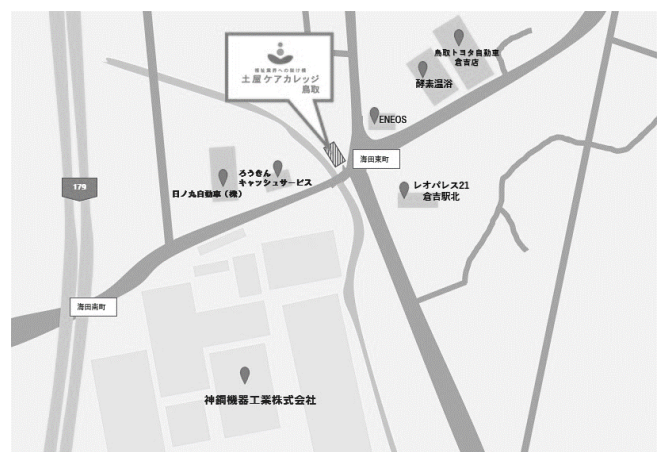 鳥取トヨタ自動車
倉吉店
酵素温浴
福祉業界への架け橋
土屋ケアカレッジ
鳥取
ENEOS
海田東町
ろうきん
キャッシュサービス
日ノ丸自動車（株）
レオパレス21
倉吉駅北
179
海田南町
神鋼機器工業株式会社